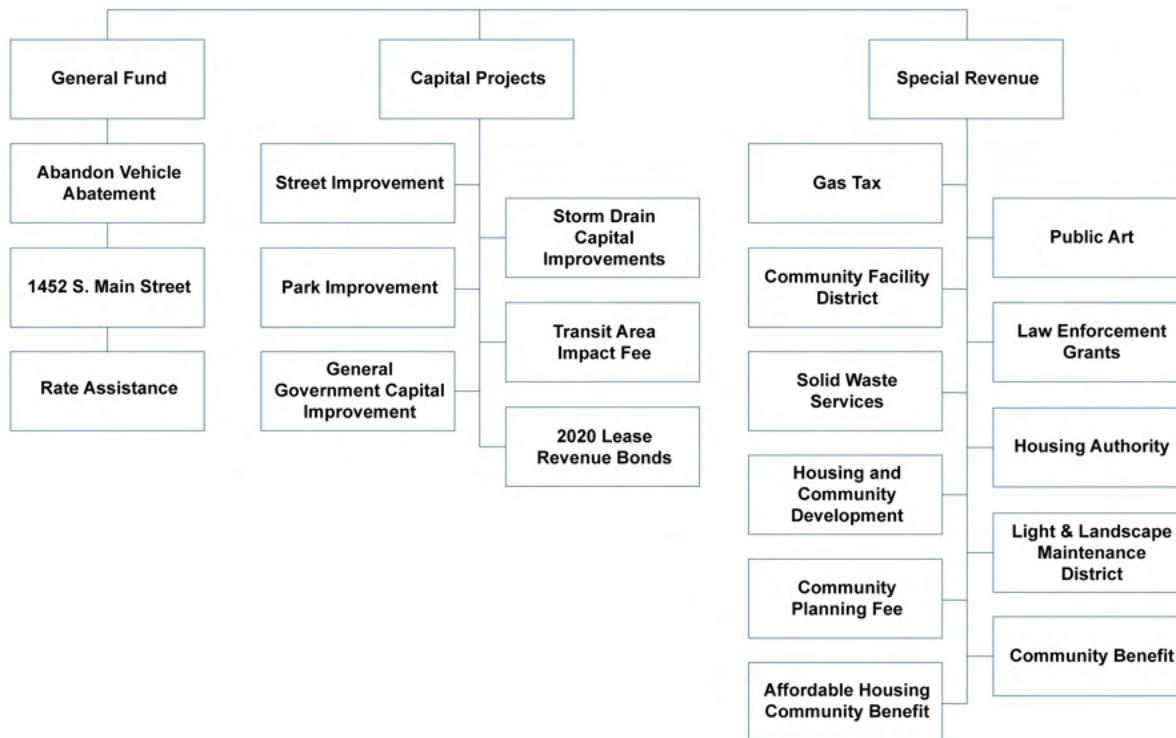 General Fund
Capital Projects
Special Revenue
Abandon Vehicle
Abatement
1452 S. Main Street
Rate Assistance
Street Improvement
Storm Drain
Capital
Improvements
Park Improvement
Transit Area
Impact Fee
General
Government Capital
Improvement
2020 Lease
Revenue Bonds
Gas Tax
Public Art
Community Facility
District
Law Enforcement
Grants
Solid Waste
Services
Housing Authority
Housing and
Community
Development
Light & Landscape
Maintenance
District
Community
Planning Fee
Community Benefit
Affordable Housing
Community Benefit